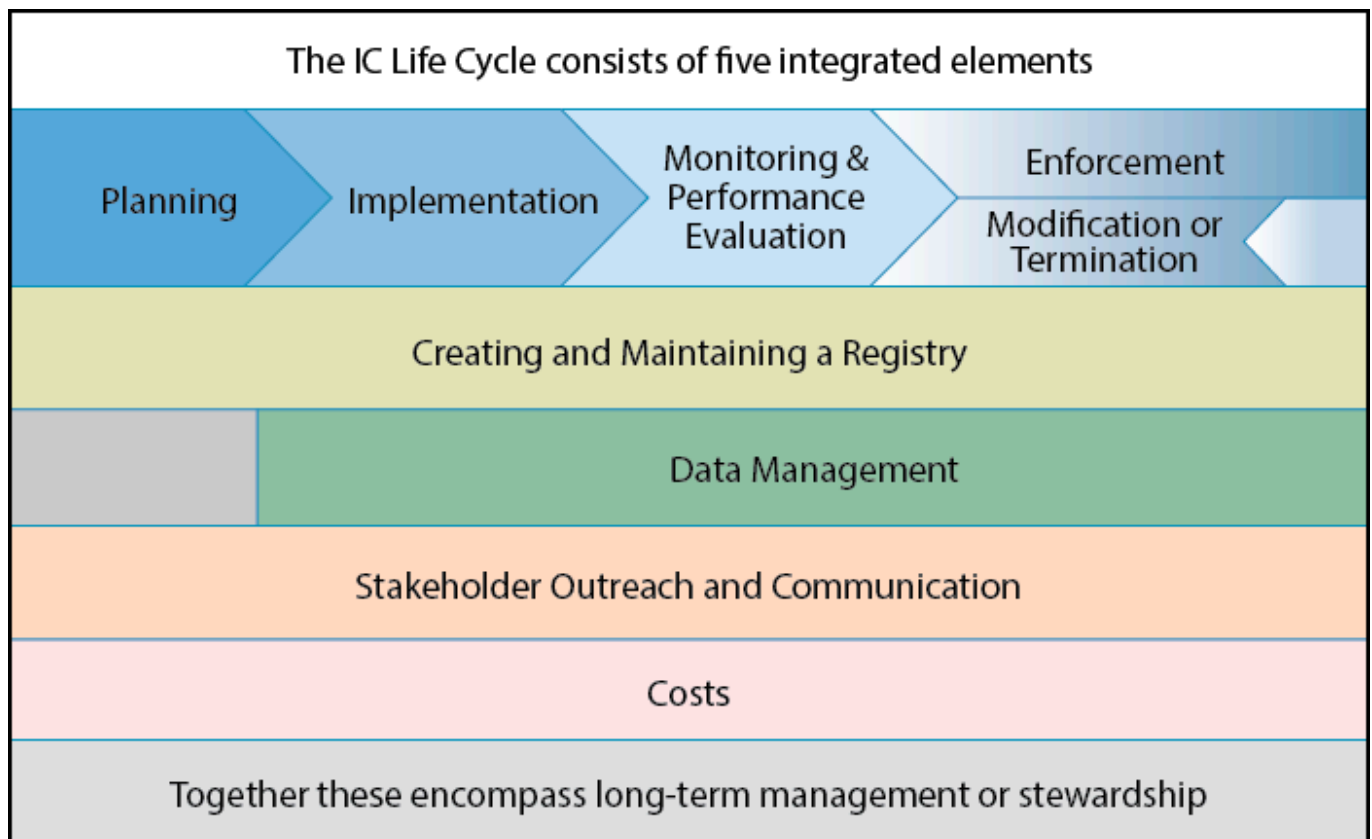 The IC Life Cycle consists of five integrated elements
Planning
Implementation
Monitoring &
Performance
Evaluation
Enforcement
Modification or
Termination
Creating and Maintaining a Registry
Data Management
Stakeholder Outreach and Communication
Costs
Together these encompass long-term management or stewardship